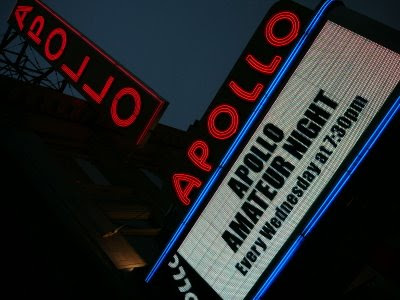 APOLLO
APOLLO
APOLLO
AMATEUR NIGHT
Every Wednesday at 7:30pm